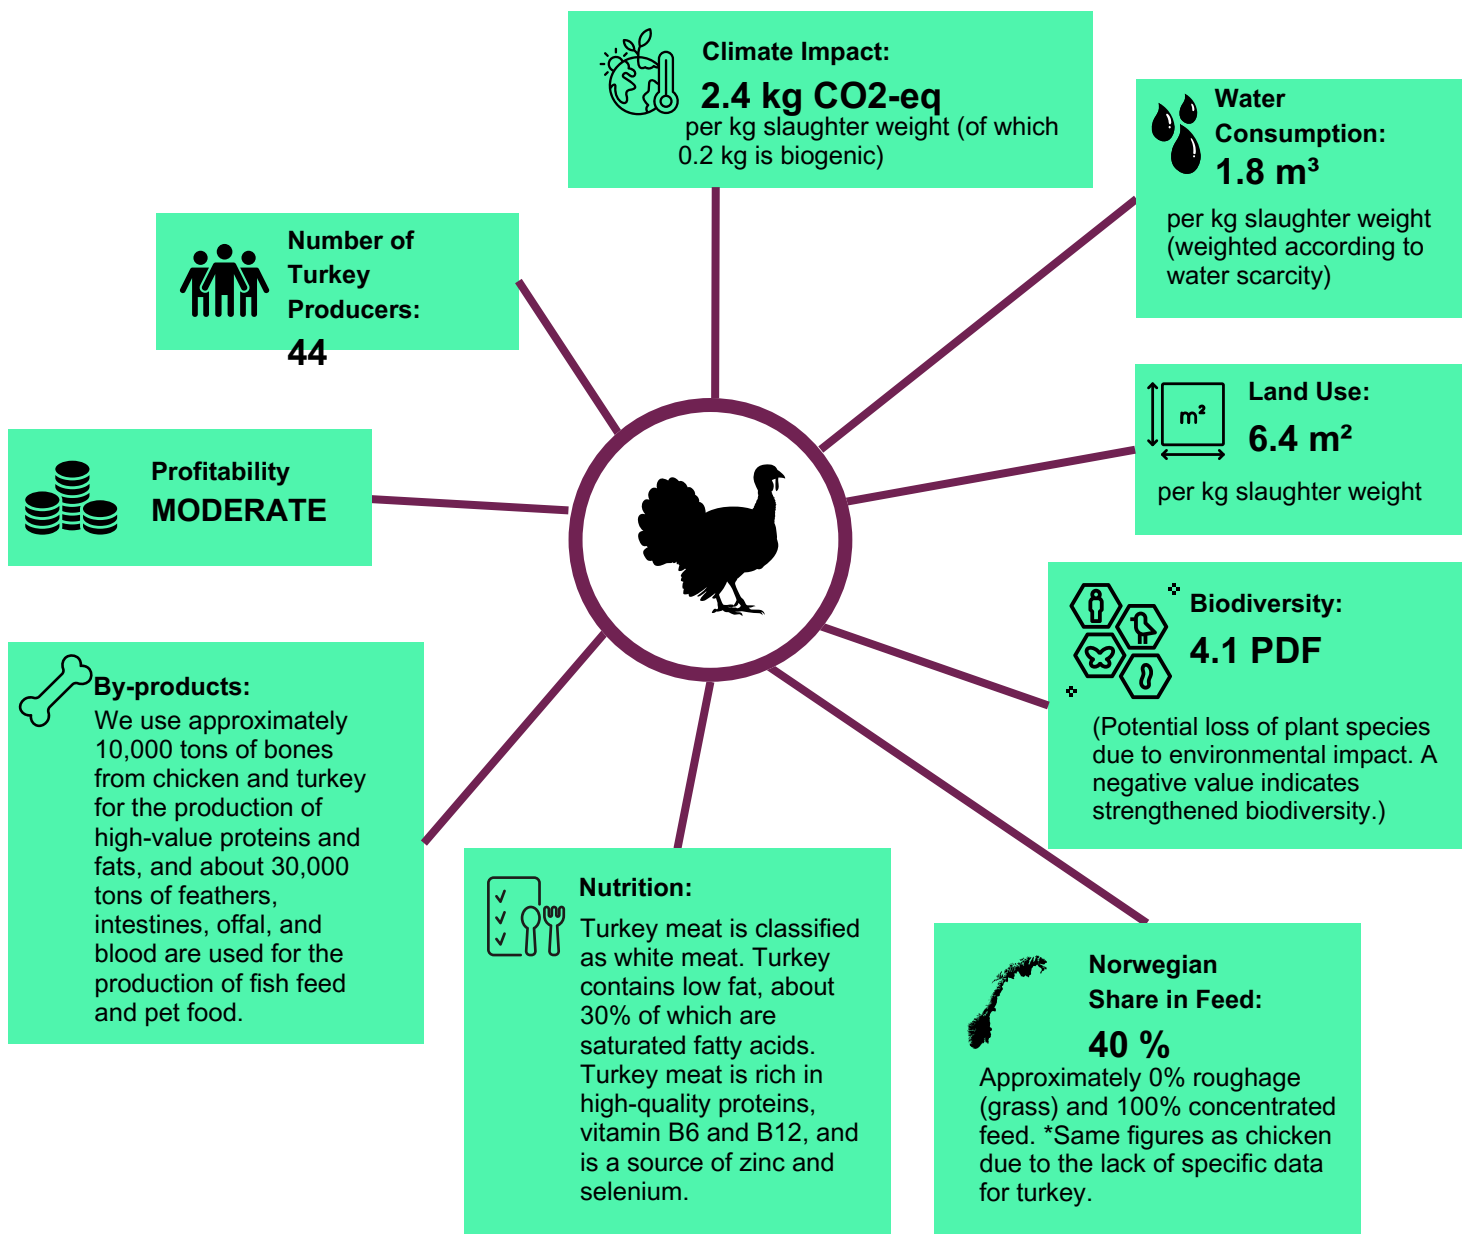 Climate Impact:
2.4 kg CO2-eq
per kg slaughter weight (of which
0.2 kg is biogenic)
Water
Consumption:
1.8 m³
per kg slaughter weight
(weighted according to
water scarcity)
Number of
Turkey
Producers:
44
m²
Land Use:
6.4 m²
per kg slaughter weight
Profitability
MODERATE
Biodiversity:
4.1 PDF
(Potential loss of plant species
due to environmental impact. A
negative value indicates
strengthened biodiversity.)
By-products:
We use approximately
10,000 tons of bones
from chicken and turkey
for the production of
high-value proteins and
fats, and about 30,000
tons of feathers,
intestines, offal, and
blood are used for the
production of fish feed
and pet food.
Nutrition:
Turkey meat is classified
as white meat. Turkey
contains low fat, about
30% of which are
saturated fatty acids.
Turkey meat is rich in
high-quality proteins,
vitamin B6 and B12, and
is a source of zinc and
selenium.
Norwegian
Share in Feed:
40 %
Approximately 0% roughage
(grass) and 100% concentrated
feed. *Same figures as chicken
due to the lack of specific data
for turkey.